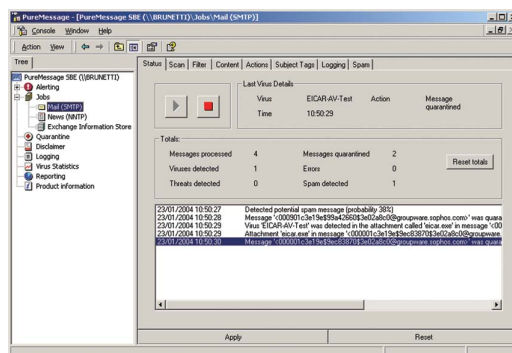 PureMessage - [PureMessage SBE (\\BRUNETTI)\Jobs\Mail (SMTP)]
Console Window Help
Action View
Tree
Status Scan Filter Content Actions Subject Tags Logging Spam
PureMessage SBE (\\BRUNETTI)
Alerting
Jobs
Mail (SMTP)
News (NNTP)
Exchange Information Store
Quarantine
Disclaimer
Logging
Virus Statistics
Reporting
Product information
Last Virus Details
Virus EICAR-AV-Test Action Message quarantined
Time 10:50:29
Totals:
Messages processed 4 Messages quarantined 2
Viruses detected 1 Errors 0
Threats detected 0 Spam detected 1
Reset totals
23/01/2004 10:50:27 Detected potential spam message (probability 38%)
23/01/2004 10:50:28 Message '<000901c3e19e$99a42660$3e02a8c0@groupware.sophos.com>' was quara
23/01/2004 10:50:29 Virus 'EICAR-AV-Test' was detected in the attachment called 'eicar.exe' in message '<00
23/01/2004 10:50:29 Attachment 'eicar.exe' in message '<000001c3e19e$9ec83870$3e02a8c0@groupware.
23/01/2004 10:50:30 Message '<000001c3e19e$9ec83870$3e02a8c0@groupware.sophos.com>' was quara
Apply Reset